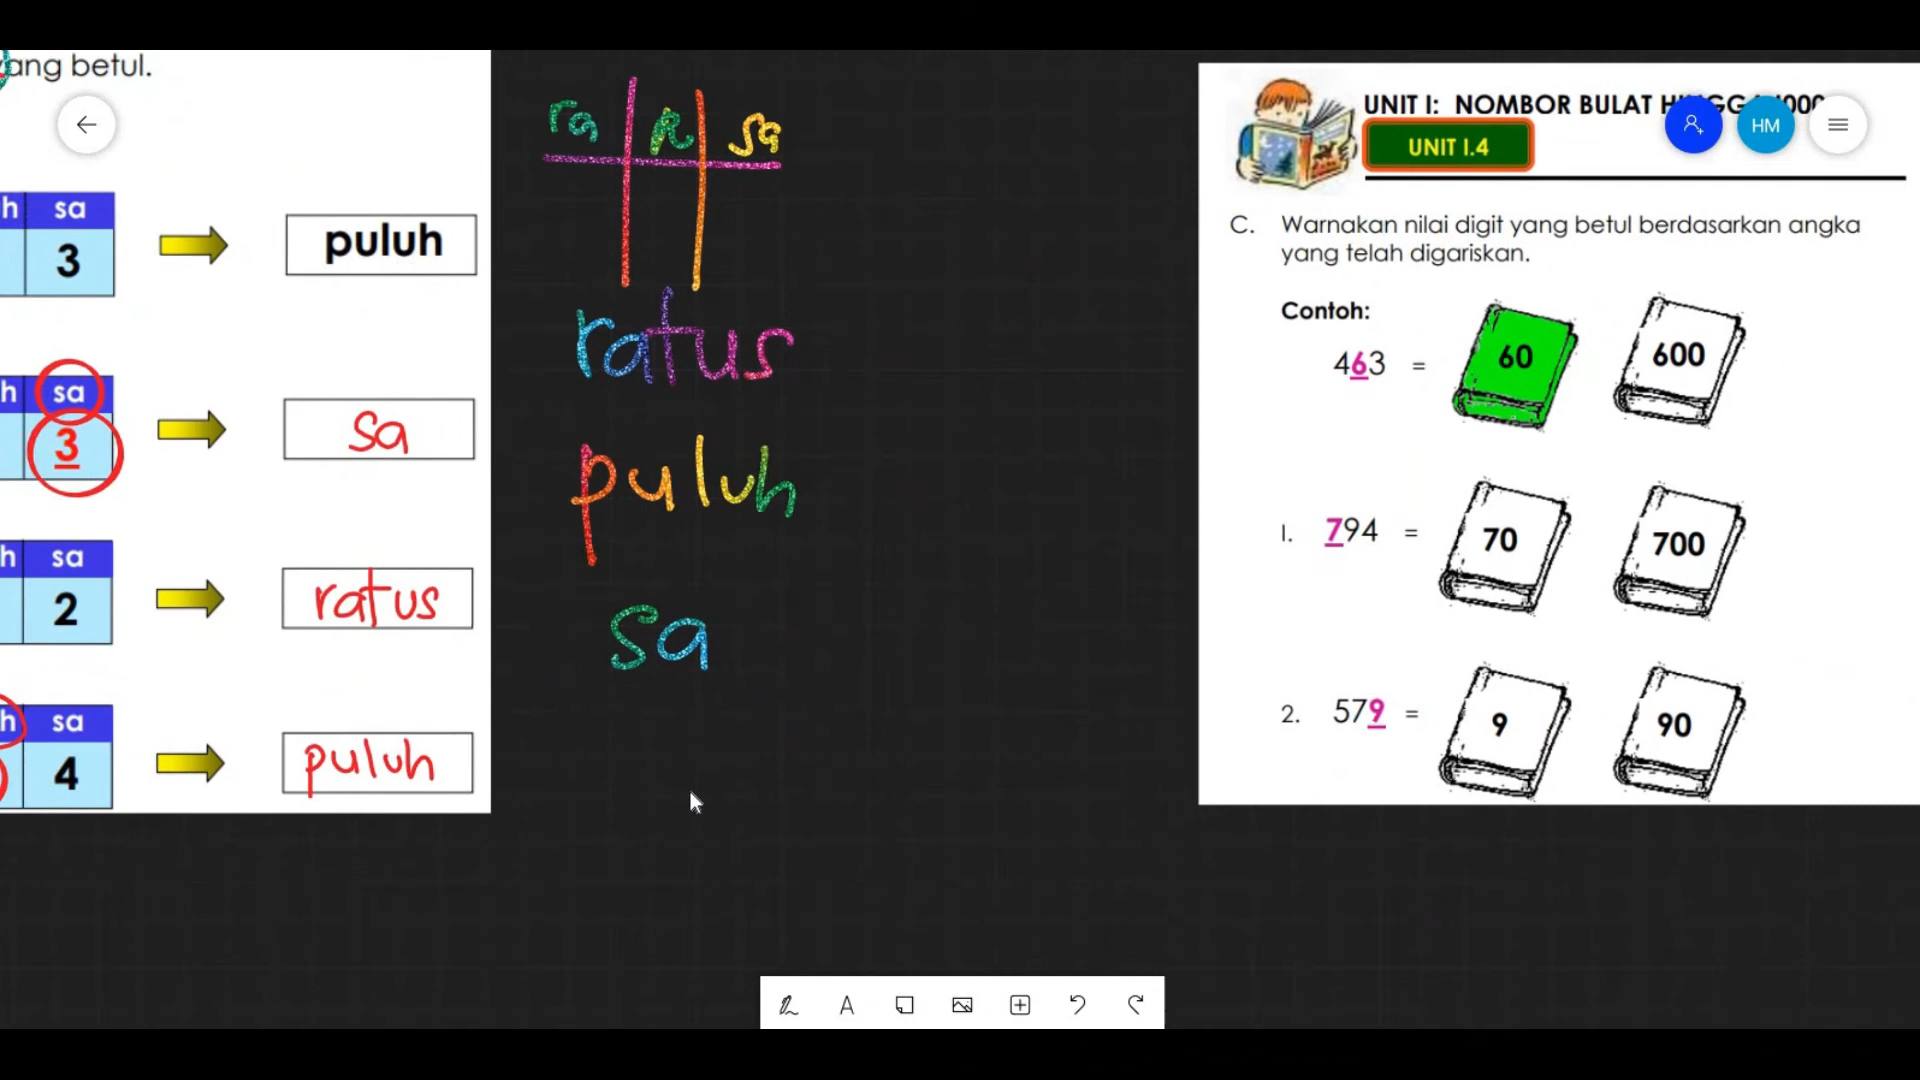 ang betul.
h sa
3
puluh
h sa
3
sa
h sa
2
ratus
h sa
4
puluh
ra sa
ratus
puluh
sa
UNIT I: NOMBOR BULAT
HM
UNIT I.4
C. Warnakan nilai digit yang betul berdasarkan angka
yang telah digariskan.
Contoh:
463 = 60 600
1. 794 = 70 700
2. 579 = 9 90
A